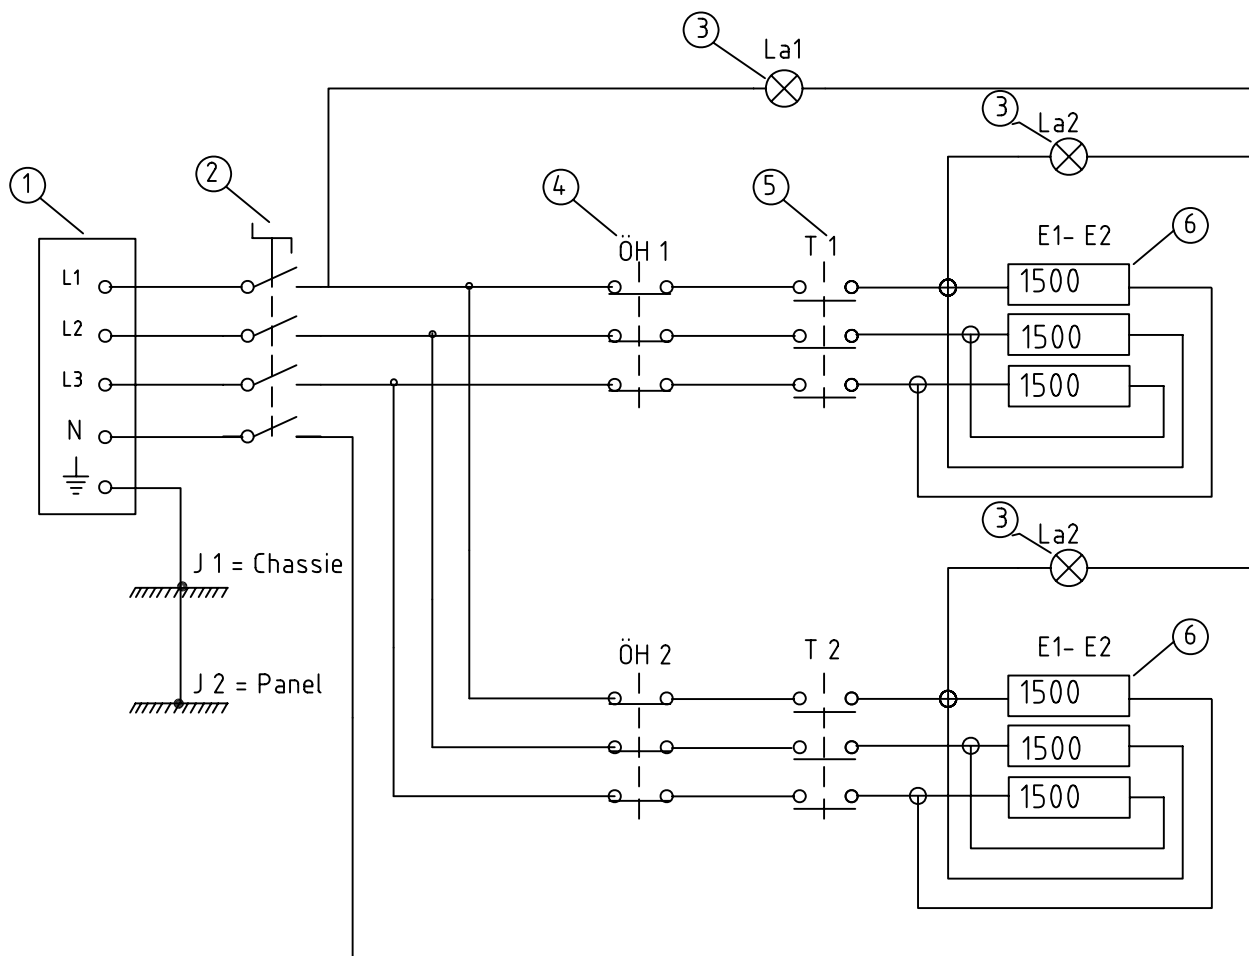 3
La1
3
La2
1
2
4
5
6
ÖH 1
T 1
E1- E2
L1
1500
L2
1500
L3
1500
N
3
La2
J 1 = Chassie
6
ÖH 2
T 2
E1- E2
J 2 = Panel
1500
1500
1500